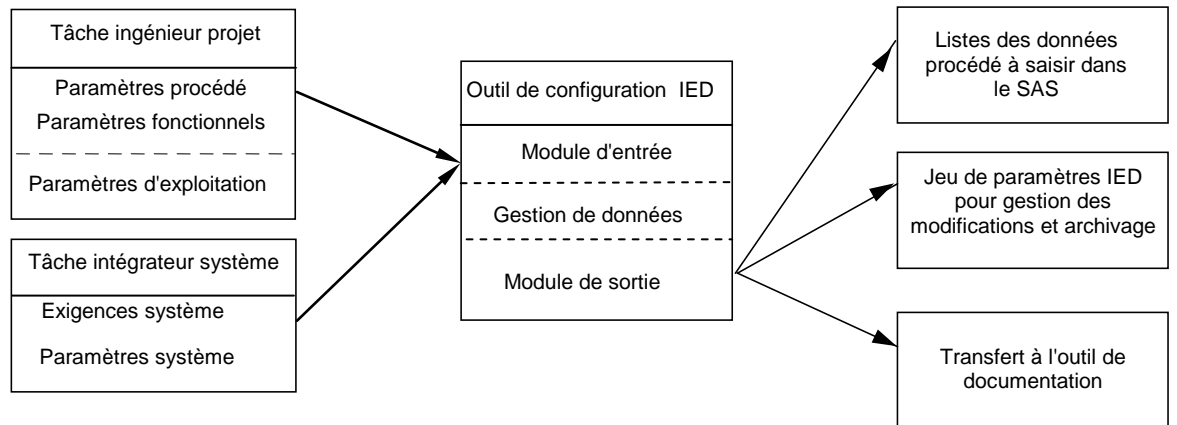 Tâche ingénieur projet
Paramètres procédé
Paramètres fonctionnels
Paramètres d'exploitation
Tâche intégrateur système
Exigences système
Paramètres système
Outil de configuration IED
Module d'entrée
Gestion de données
Module de sortie
Listes des données
procédé à saisir dans
le SAS
Jeu de paramètres IED
pour gestion des
modifications et archivage
Transfert à l'outil de
documentation